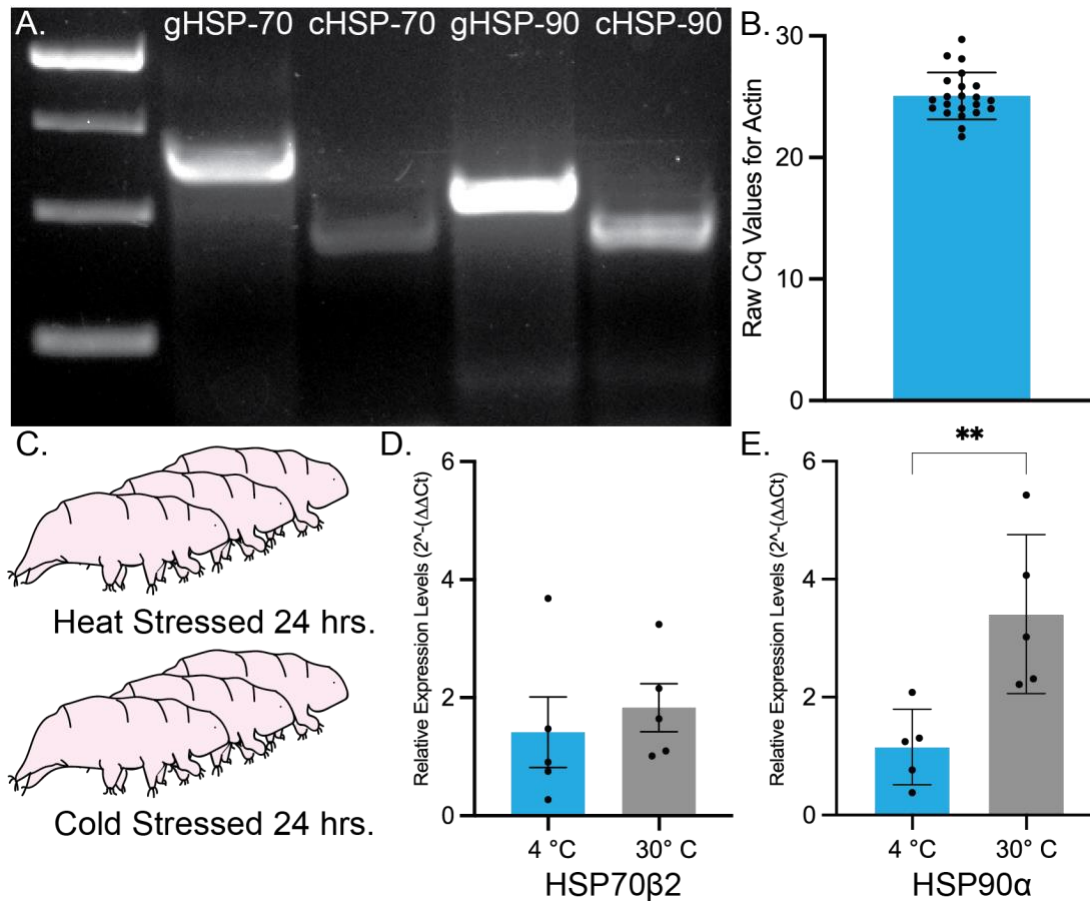 A.
gHSP-70 cHSP-70 gHSP-90 cHSP-90
B.
Raw Cq Values for Actin
30
20
10
0
C.
Heat Stressed 24 hrs.
Cold Stressed 24 hrs.
D.
Relative Expression Levels (2^-(ΔΔCt)
6
4
2
0
4 °C
30° C
HSP70β2
E.
**
Relative Expression Levels (2^-(ΔΔCt)
6
4
2
0
4 °C
30° C
HSP90α